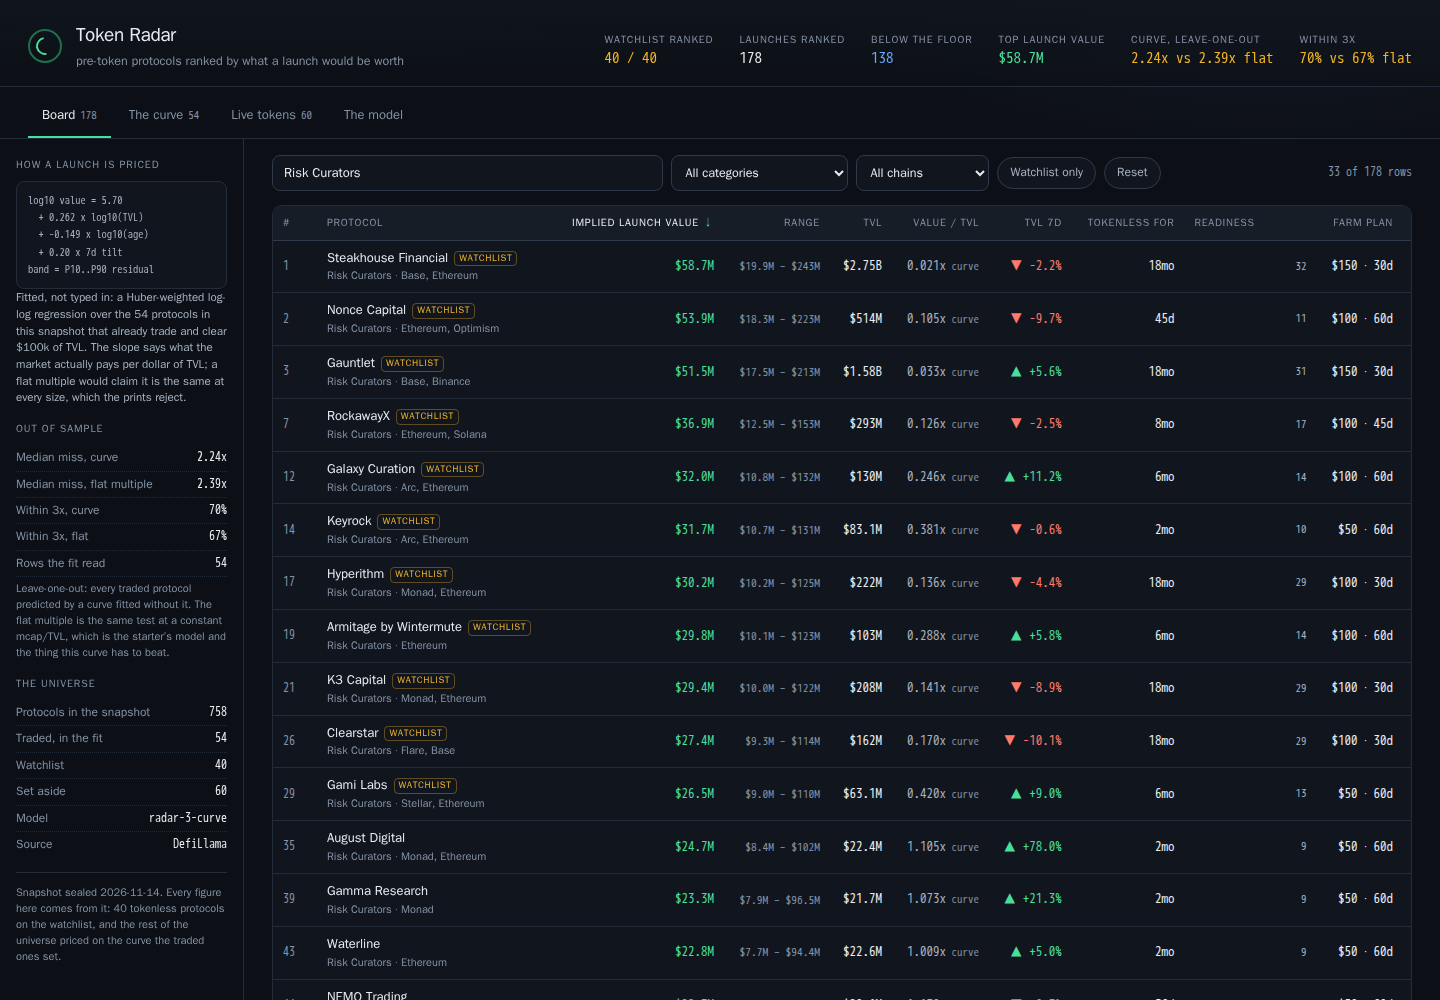 Token Radar
pre-token protocols ranked by what a launch would be worth
WATCHLIST RANKED
40 / 40
LAUNCHES RANKED
178
BELOW THE FLOOR
138
TOP LAUNCH VALUE
$58.7M
CURVE, LEAVE-ONE-OUT
2.24x vs 2.39x flat
WITHIN 3X
70% vs 67% flat
Board 178
The curve 54
Live tokens 60
The model
HOW A LAUNCH IS PRICED
log10 value = 5.70
+ 0.262 x log10(TVL)
+ -0.149 x log10(age)
+ 0.20 x 7d tilt
band = P10..P90 residual
Fitted, not typed in: a Huber-weighted log-
log regression over the 54 protocols in
this snapshot that already trade and clear
$100k of TVL. The slope says what the
market actually pays per dollar of TVL; a
flat multiple would claim it is the same at
every size, which the prints reject.
OUT OF SAMPLE
Median miss, curve 2.24x
Median miss, flat multiple 2.39x
Within 3x, curve 70%
Within 3x, flat 67%
Rows the fit read 54
Leave-one-out: every traded protocol
predicted by a curve fitted without it. The
flat multiple is the same test at a constant
mcap/TVL, which is the starter's model and
the thing this curve has to beat.
THE UNIVERSE
Protocols in the snapshot 758
Traded, in the fit 54
Watchlist 40
Set aside 60
Model radar-3-curve
Source DefiLlama
Snapshot sealed 2026-11-14. Every figure
here comes from it: 40 tokenless protocols
on the watchlist, and the rest of the
universe priced on the curve the traded
ones set.
Risk Curators
All categories
All chains
Watchlist only
Reset
33 of 178 rows
# PROTOCOL IMPLIED LAUNCH VALUE ↓ RANGE TVL VALUE / TVL TVL 7D TOKENLESS FOR READINESS FARM PLAN
1 Steakhouse Financial WATCHLIST $58.7M $19.9M – $243M $2.75B 0.021x curve ▼ -2.2% 18mo 32 $150 · 30d
Risk Curators · Base, Ethereum
2 Nonce Capital WATCHLIST $53.9M $18.3M – $223M $514M 0.105x curve ▼ -9.7% 45d 11 $100 · 60d
Risk Curators · Ethereum, Optimism
3 Gauntlet WATCHLIST $51.5M $17.5M – $213M $1.58B 0.033x curve ▲ +5.6% 18mo 31 $150 · 30d
Risk Curators · Base, Binance
7 RockawayX WATCHLIST $36.9M $12.5M – $153M $293M 0.126x curve ▼ -2.5% 8mo 17 $100 · 45d
Risk Curators · Ethereum, Solana
12 Galaxy Curation WATCHLIST $32.0M $10.8M – $132M $130M 0.246x curve ▲ +11.2% 6mo 14 $100 · 60d
Risk Curators · Arc, Ethereum
14 Keyrock WATCHLIST $31.7M $10.7M – $131M $83.1M 0.381x curve ▼ -0.6% 2mo 10 $50 · 60d
Risk Curators · Arc, Ethereum
17 Hyperithm WATCHLIST $30.2M $10.2M – $125M $222M 0.136x curve ▼ -4.4% 18mo 29 $100 · 30d
Risk Curators · Monad, Ethereum
19 Armitage by Wintermute WATCHLIST $29.8M $10.1M – $123M $103M 0.288x curve ▲ +5.8% 6mo 14 $100 · 60d
Risk Curators · Ethereum
21 K3 Capital WATCHLIST $29.4M $10.0M – $122M $208M 0.141x curve ▼ -8.9% 18mo 29 $100 · 30d
Risk Curators · Monad, Ethereum
26 Clearstar WATCHLIST $27.4M $9.3M – $114M $162M 0.170x curve ▼ -10.1% 18mo 29 $100 · 30d
Risk Curators · Flare, Base
29 Gami Labs WATCHLIST $26.5M $9.0M – $110M $63.1M 0.420x curve ▲ +9.0% 6mo 13 $50 · 60d
Risk Curators · Stellar, Ethereum
35 August Digital $24.7M $8.4M – $102M $22.4M 1.105x curve ▲ +78.0% 2mo 9 $50 · 60d
Risk Curators · Monad, Ethereum
39 Gamma Research $23.3M $7.9M – $96.5M $21.7M 1.073x curve ▲ +21.3% 2mo 9 $50 · 60d
Risk Curators · Monad
43 Waterline $22.8M $7.7M – $94.4M $22.6M 1.009x curve ▲ +5.0% 2mo 9 $50 · 60d
Risk Curators · Ethereum
NEMO Trading